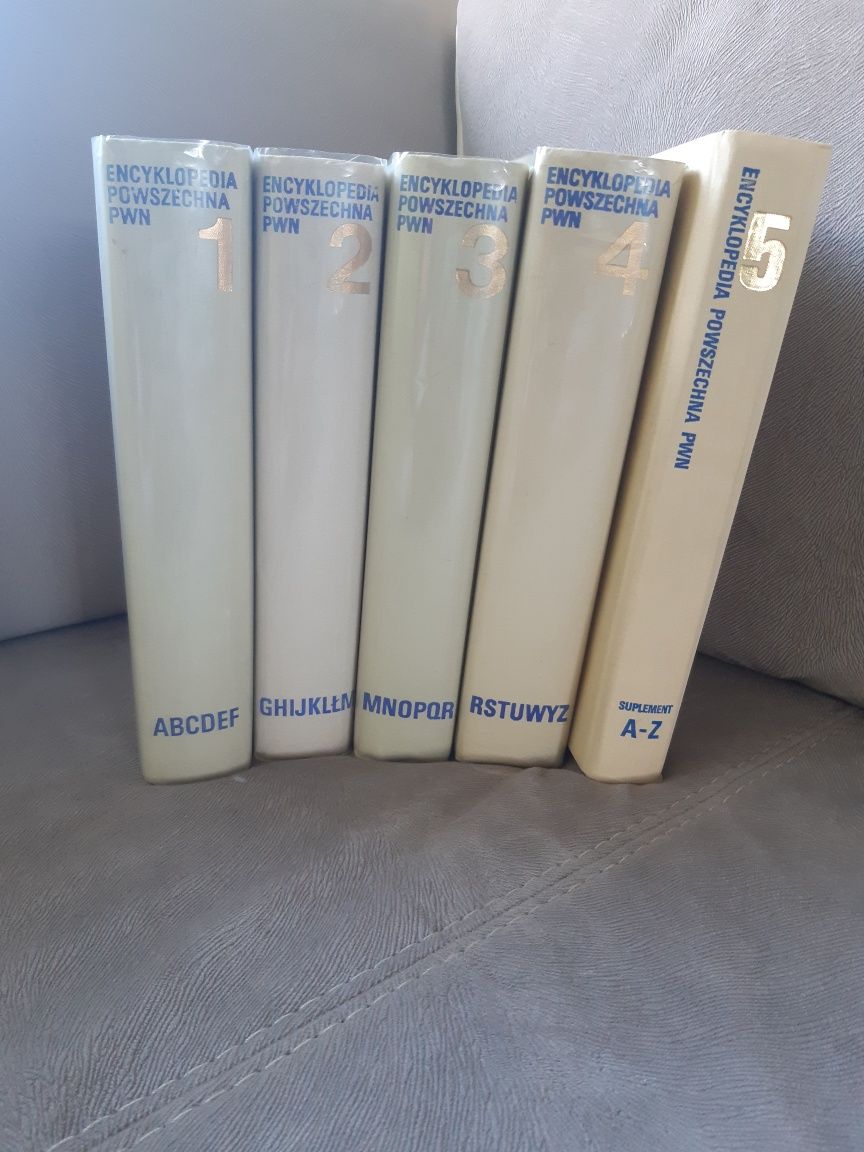 ENCYKLOPEDIA
POWSZECHNA
PWN
1
ABCDEF
ENCYKLOPEDIA
POWSZECHNA
PWN
2
GHIJKLŁM
ENCYKLOPEDIA
POWSZECHNA
PWN
3
MNOPQR
ENCYKLOPEDIA
POWSZECHNA
PWN
4
RSTUWYZ
ENCYKLOPEDIA POWSZECHNA PWN
5
SUPLEMENT
A-Z